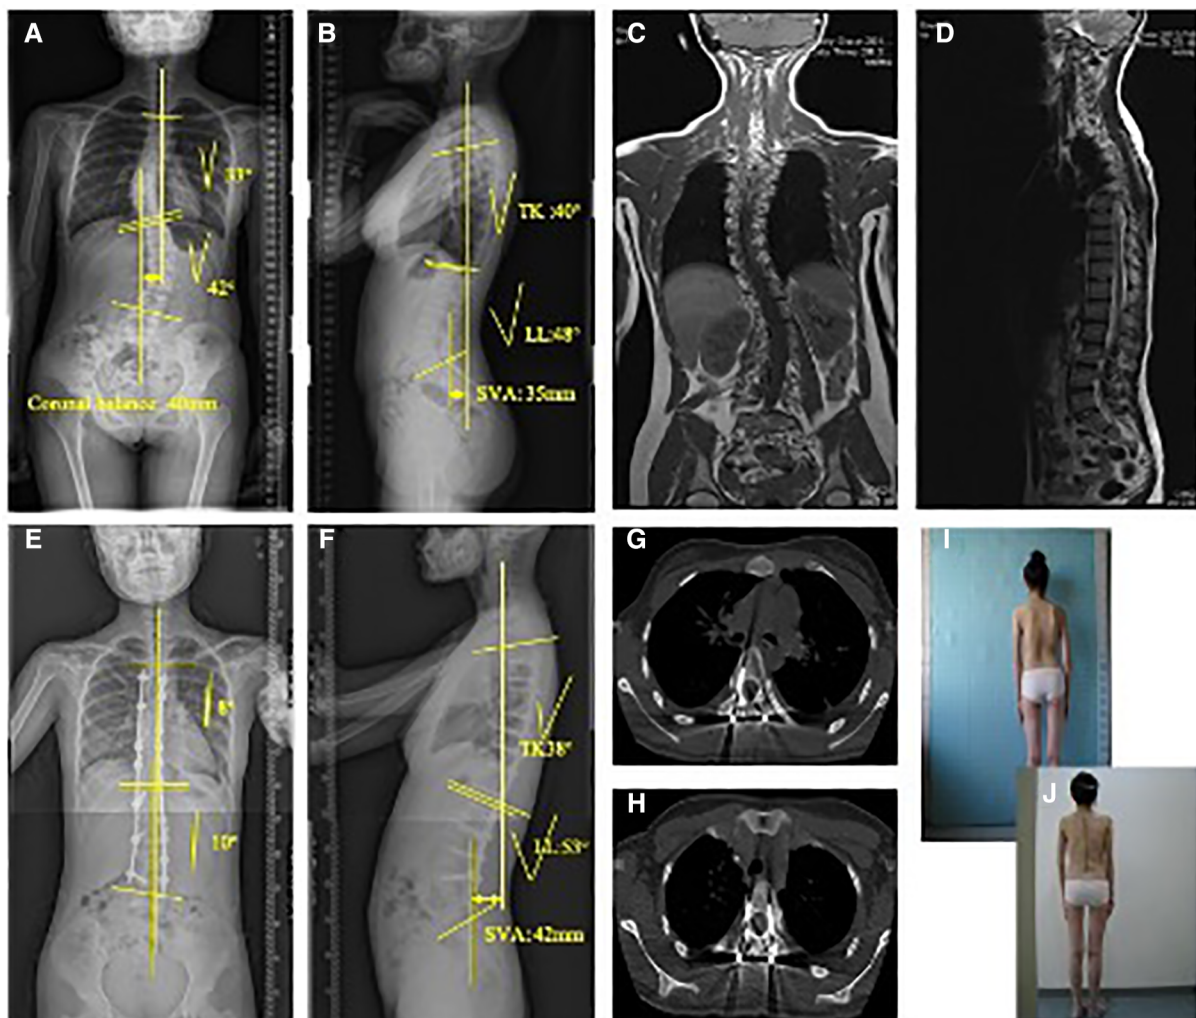 A
33°
42°
Coronal balance 40mm
B
TK :40°
LL:48°
SVA: 35mm
C
D
E
8°
10°
F
TK38°
LL:53°
SVA: 42mm
G
H
I
J